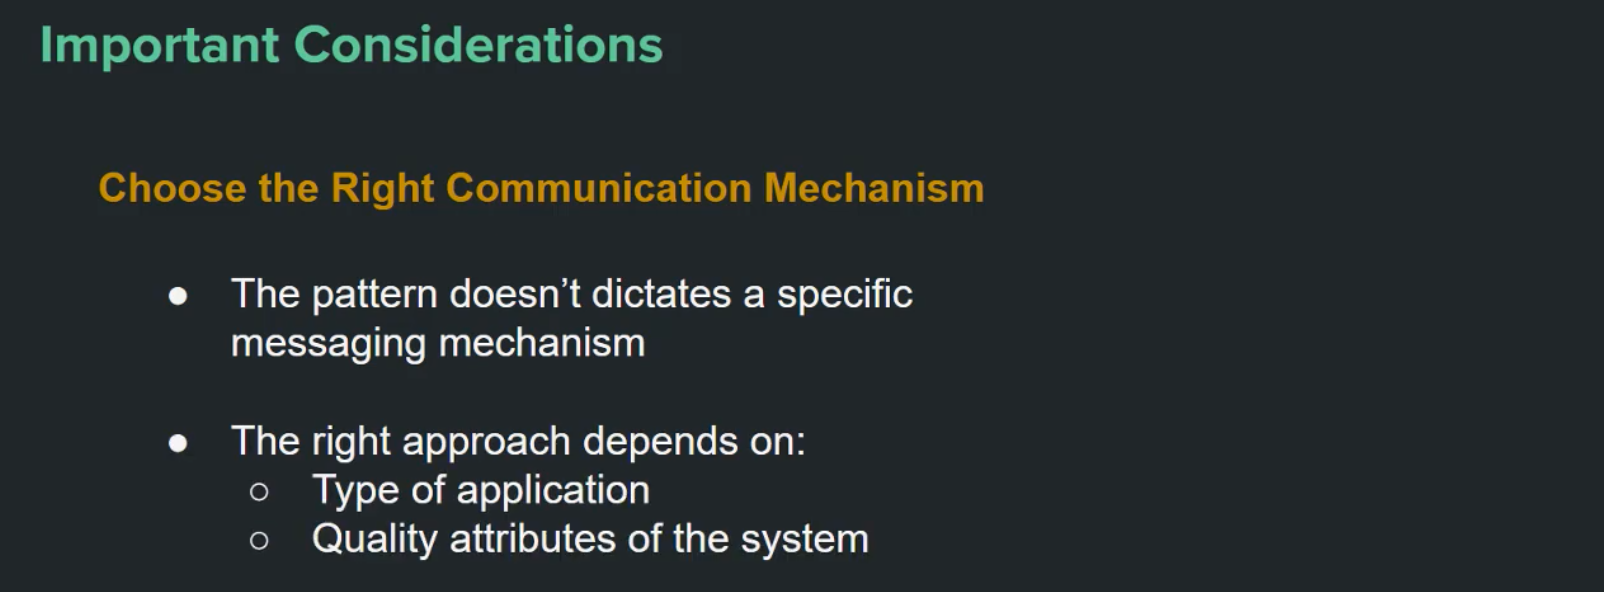 Important Considerations
Choose the Right Communication Mechanism
● The pattern doesn’t dictates a specific
messaging mechanism
● The right approach depends on:
○ Type of application
○ Quality attributes of the system